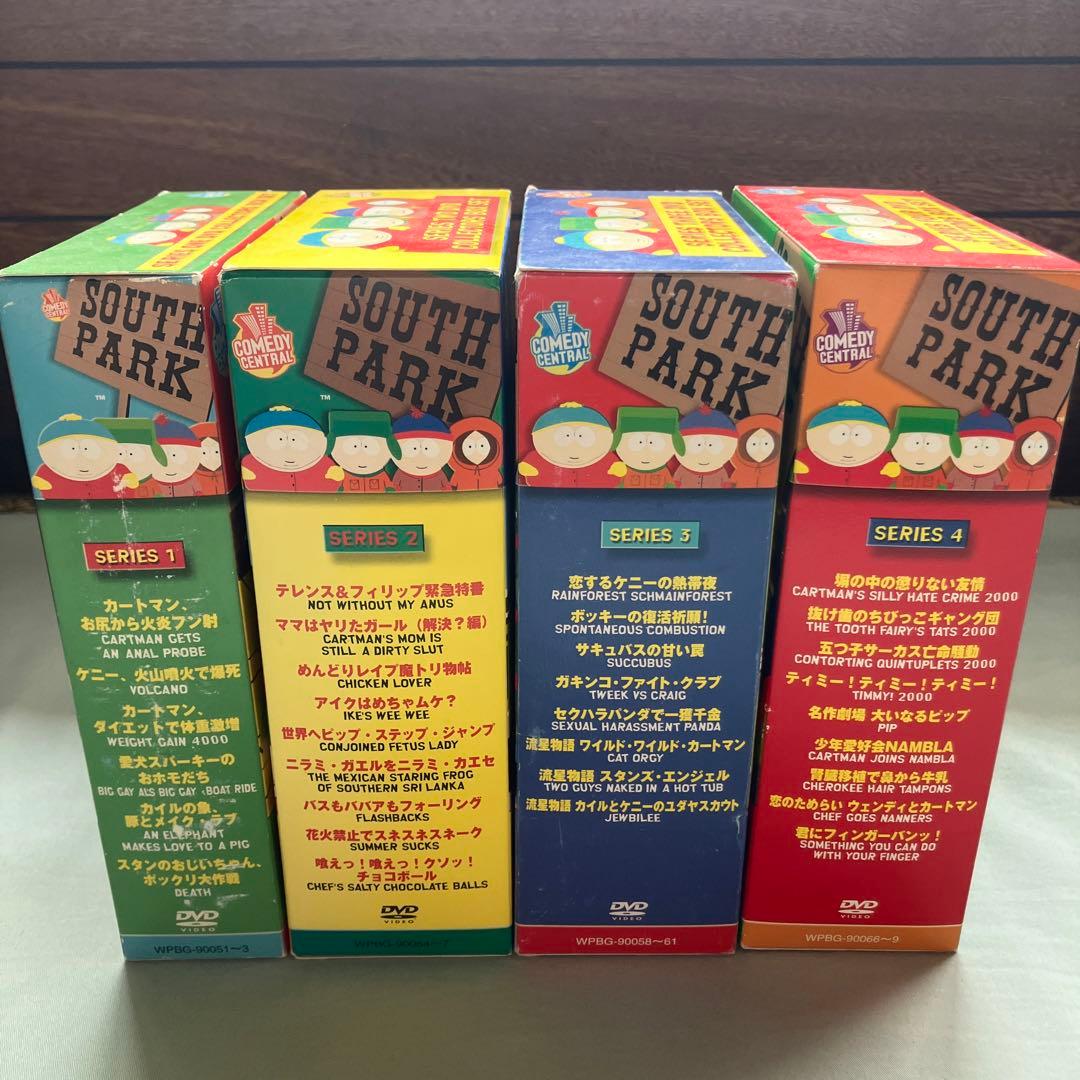 COMEDY
CENTRAL
SOUTH
PARK
TM
SERIES 1
カートマン、
お尻から火炎フン射
CARTMAN GETS
AN ANAL PROBE
ケニー、火山噴火で爆死
VOLCANO
カートマン、
ダイエットで体重激増
WEIGHT GAIN 4000
愛犬スパーキーの
おホモだち
BIG GAY AL'S BIG GAY BOAT RIDE
カイルの象、
豚とメイク・ラブ
AN ELEPHANT
MAKES LOVE TO A PIG
スタンのおじいちゃん、
ポックリ大作戦
DEATH
DVD
VIDEO
WPBG-90051〜3
SERIES TWO DVD
COLLECTOR'S BOX SET
COMEDY
CENTRAL
SOUTH
PARK
TM
SERIES 2
テレンス&フィリップ緊急特番
NOT WITHOUT MY ANUS
ママはヤリたガール(解決?編)
CARTMAN'S MOM IS
STILL A DIRTY SLUT
めんどりレイプ魔トリ物帖
CHICKEN LOVER
アイクはめちゃムケ?
IKE'S WEE WEE
世界へピップ・ステップ・ジャンプ
CONJOINED FETUS LADY
ニラミ・ガエルをニラミ・カエセ
THE MEXICAN STARING FROG
OF SOUTHERN SRI LANKA
バスもババアもフォーリング
FLASHBACKS
花火禁止でスネスネスネーク
SUMMER SUCKS
喰えっ!喰えっ!クソッ!
チョコボール
CHEF'S SALTY CHOCOLATE BALLS
DVD
VIDEO
WPBG-90054〜7
COMEDY
CENTRAL
SOUTH
PARK
SERIES 3
恋するケニーの熱帯夜
RAINFOREST SCHMAINFOREST
ボッキーの復活祈願!
SPONTANEOUS COMBUSTION
サキュバスの甘い罠
SUCCUBUS
ガキンコ・ファイト・クラブ
TWEEK VS CRAIG
セクハラパンダで一獲千金
SEXUAL HARASSMENT PANDA
流星物語 ワイルド・ワイルド・カートマン
CAT ORGY
流星物語 スタンズ・エンジェル
TWO GUYS NAKED IN A HOT TUB
流星物語 カイルとケニーのユダヤスカウト
JEWBILEE
DVD
VIDEO
WPBG-90058〜61
COMEDY
CENTRAL
SOUTH
PARK
SERIES 4
塀の中の懲りない友情
CARTMAN'S SILLY HATE CRIME 2000
抜け歯のちびっこギャング団
THE TOOTH FAIRY'S TATS 2000
五つ子サーカス亡命騒動
CONTORTING QUINTUPLETS 2000
ティミー!ティミー!ティミー!
TIMMY! 2000
名作劇場 大いなるピップ
PIP
少年愛好会NAMBLA
CARTMAN JOINS NAMBLA
腎臓移植で鼻から牛乳
CHEROKEE HAIR TAMPONS
恋のためらい ウェンディとカートマン
CHEF GOES NANNERS
君にフィンガーバンッ!
SOMETHING YOU CAN DO
WITH YOUR FINGER
DVD
VIDEO
WPBG-90066〜9